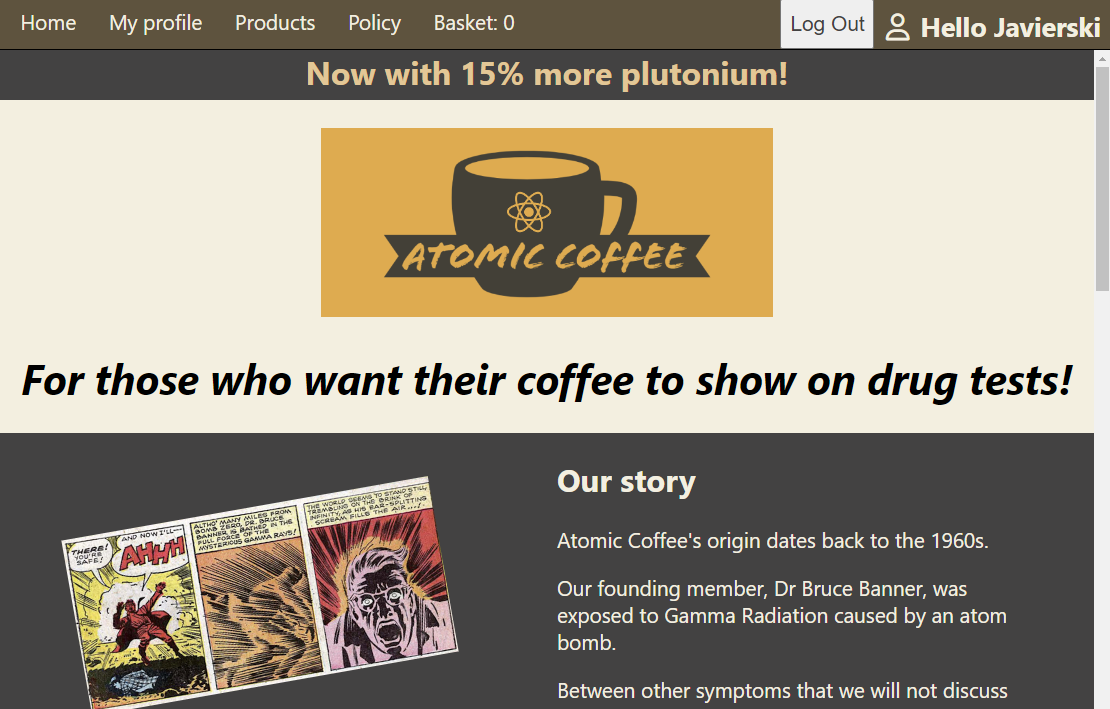 Home My profile Products Policy Basket: 0 Log Out Hello Javierski
Now with 15% more plutonium!
ATOMIC COFFEE
For those who want their coffee to show on drug tests!
THERE!
YOU'RE
SAFE!
AND NOW I'LL—
AHHH
ALTHO' MANY MILES FROM
BOMB ZERO, DR. BRUCE
BANNER IS BATHED IN THE
FULL FORCE OF THE
MYSTERIOUS GAMMA RAYS!
THE WORLD SEEMS TO STAND STILL,
TREMBLING ON THE BRINK OF
INFINITY, AS HIS EAR-SPLITTING
SCREAM FILLS THE AIR...!
Our story
Atomic Coffee's origin dates back to the 1960s.
Our founding member, Dr Bruce Banner, was
exposed to Gamma Radiation caused by an atom
bomb.
Between other symptoms that we will not discuss